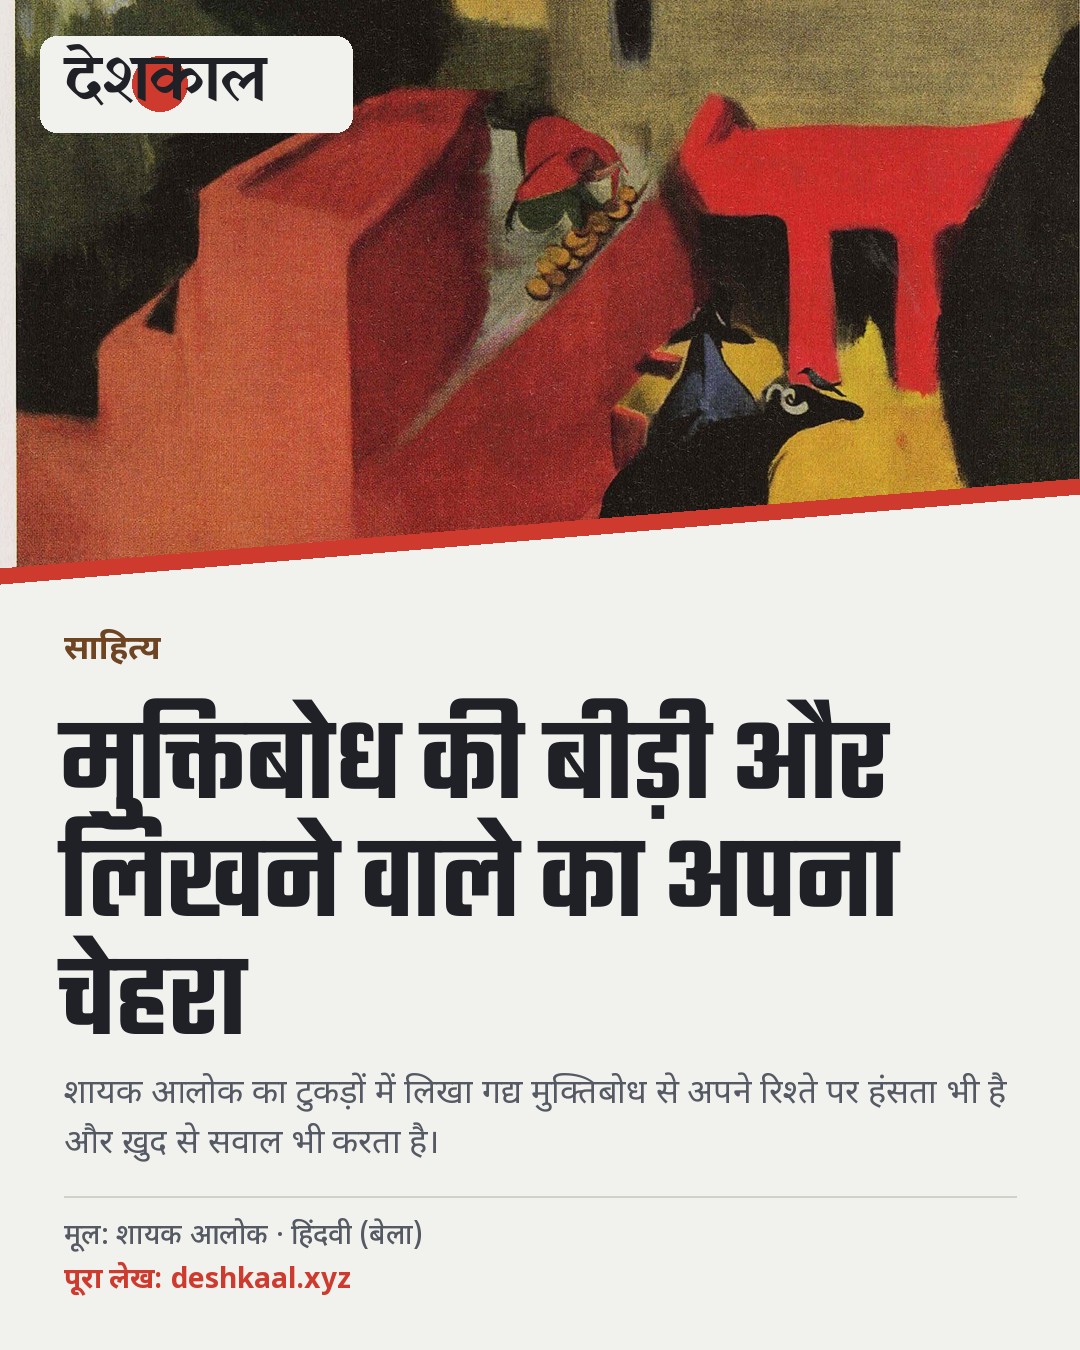 देशकाल
साहित्य
मुक्तिबोध की बीड़ी और
लिखने वाले का अपना
चेहरा
शायक आलोक का टुकड़ों में लिखा गद्य मुक्तिबोध से अपने रिश्ते पर हंसता भी है
और ख़ुद से सवाल भी करता है।
मूल: शायक आलोक · हिंदवी (बेला)
पूरा लेख: deshkaal.xyz